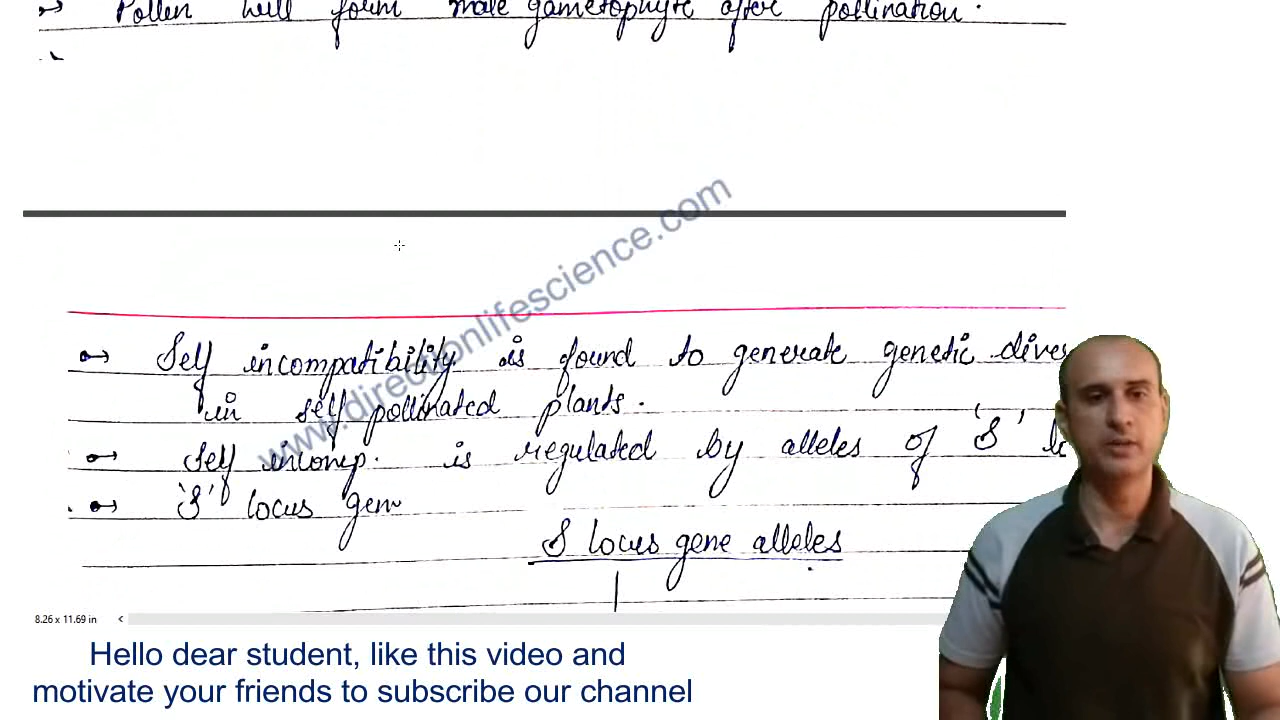 Pollen will form male gametophyte after pollination.
www.directionlifescience.com
Self incompatibility is found to generate genetic dives
in self pollinated plants.
Self incomp. is regulated by alleles of 'S' lo
'S' locus gene
S locus gene alleles
8.26 x 11.69 in
Hello dear student, like this video and
motivate your friends to subscribe our channel